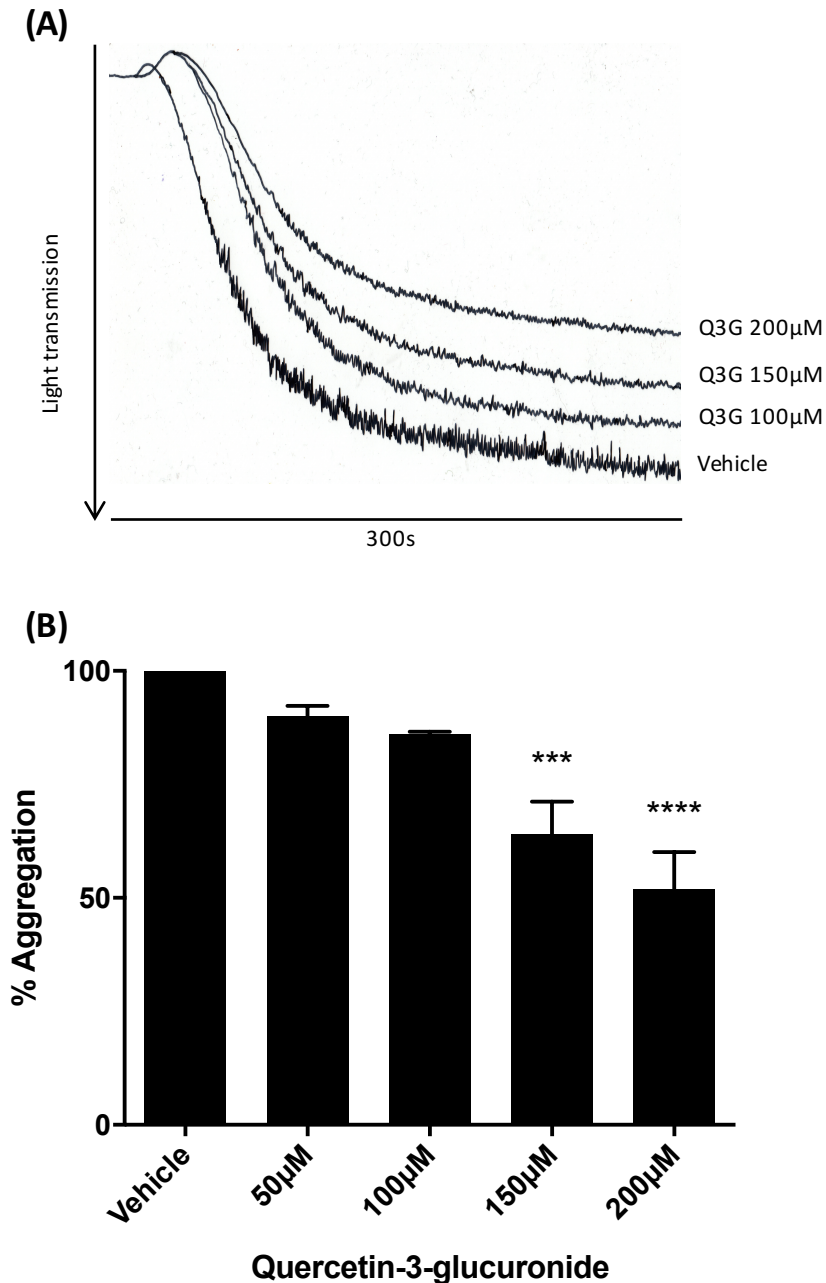 (A)
Light transmission
Q3G 200µM
Q3G 150µM
Q3G 100µM
Vehicle
300s
(B)
% Aggregation
100
50
0
***
****
Vehicle
50µM
100µM
150µM
200µM
Quercetin-3-glucuronide